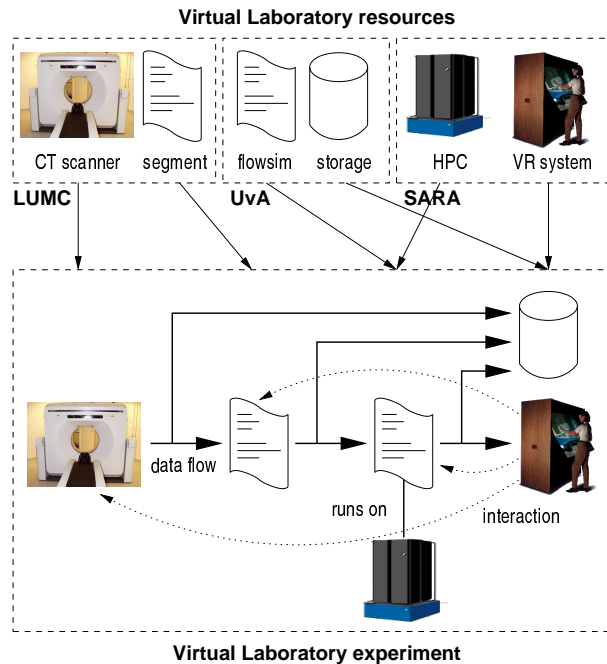 Virtual Laboratory resources
CT scanner
segment
flowsim
storage
HPC
VR system
LUMC
UvA
SARA
data flow
runs on
interaction
Virtual Laboratory experiment